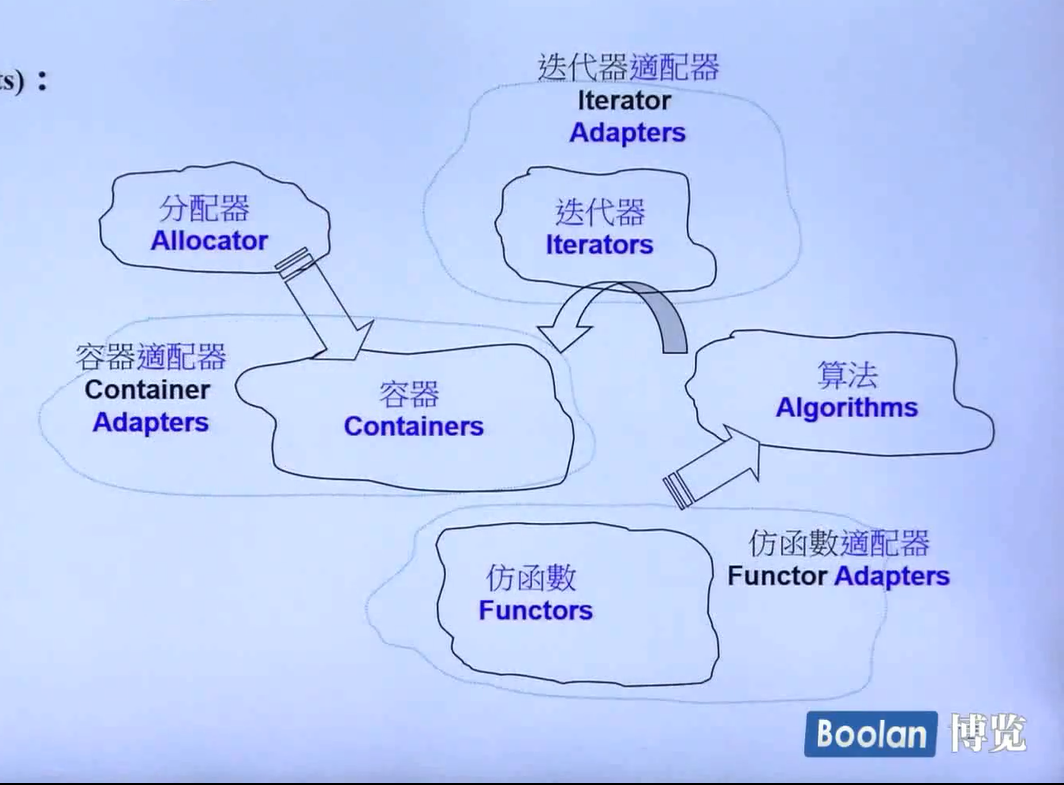 ts)：
迭代器適配器
Iterator
Adapters
分配器
Allocator
迭代器
Iterators
容器適配器
Container
Adapters
容器
Containers
算法
Algorithms
仿函數
Functors
仿函數適配器
Functor Adapters
Boolan 博览